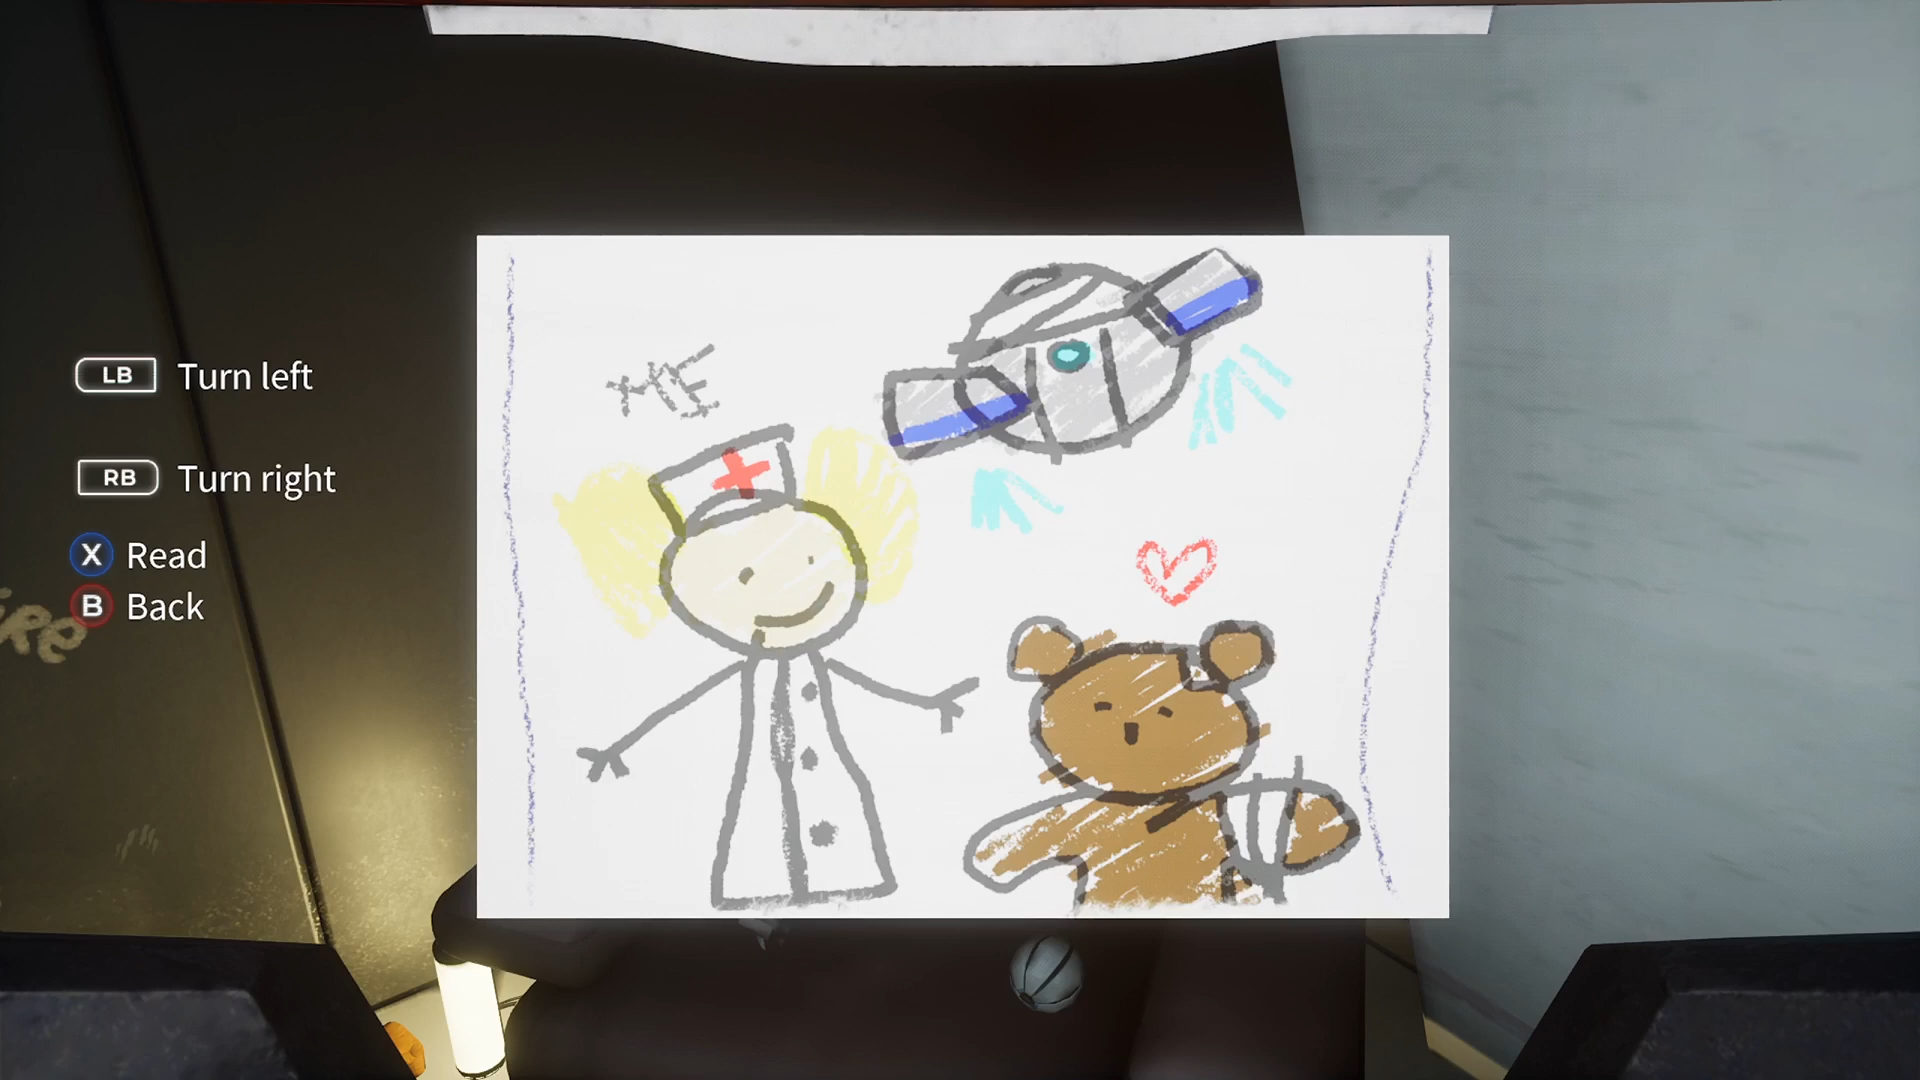 ME
LB Turn left
RB Turn right
X Read
B Back